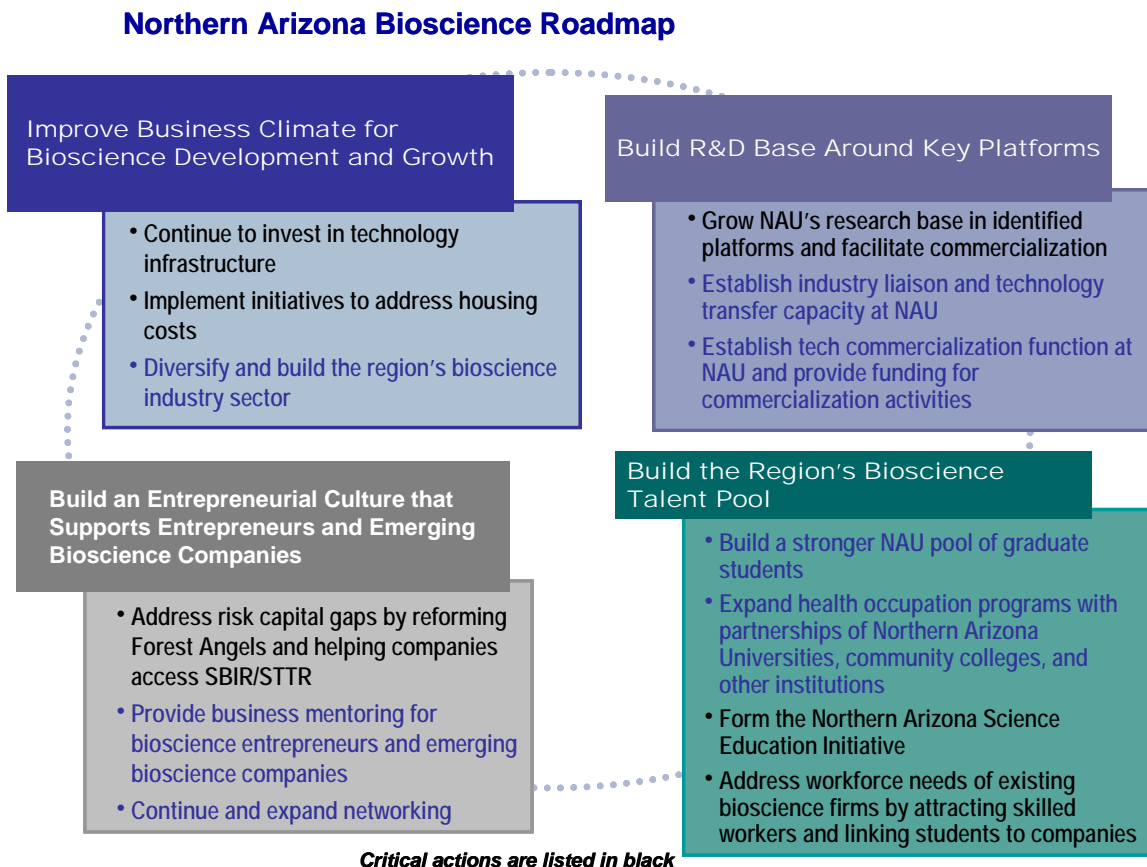 Northern Arizona Bioscience Roadmap
Improve Business Climate for
Bioscience Development and Growth
• Continue to invest in technology
infrastructure
• Implement initiatives to address housing
costs
• Diversify and build the region's bioscience
industry sector
Build R&D Base Around Key Platforms
• Grow NAU's research base in identified
platforms and facilitate commercialization
• Establish industry liaison and technology
transfer capacity at NAU
• Establish tech commercialization function at
NAU and provide funding for
commercialization activities
Build an Entrepreneurial Culture that
Supports Entrepreneurs and Emerging
Bioscience Companies
• Address risk capital gaps by reforming
Forest Angels and helping companies
access SBIR/STTR
• Provide business mentoring for
bioscience entrepreneurs and emerging
bioscience companies
• Continue and expand networking
Build the Region's Bioscience
Talent Pool
• Build a stronger NAU pool of graduate
students
• Expand health occupation programs with
partnerships of Northern Arizona
Universities, community colleges, and
other institutions
• Form the Northern Arizona Science
Education Initiative
• Address workforce needs of existing
bioscience firms by attracting skilled
workers and linking students to companies
Critical actions are listed in black